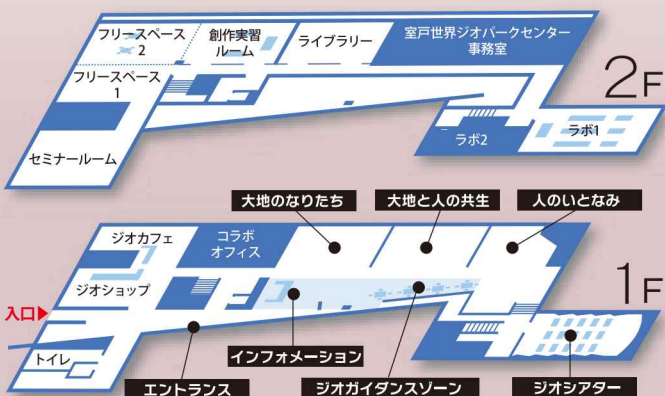 フリースペース
2
創作実習
ルーム
ライブラリー
室戸世界ジオパークセンター
事務室
フリースペース
1
セミナールーム
2F
ラボ2
ラボ1
大地のなりたち
大地と人の共生
人のいとなみ
ジオカフェ
コラボ
オフィス
ジオショップ
1F
入口▶
トイレ
インフォメーション
エントランス
ジオガイダンスゾーン
ジオシアター